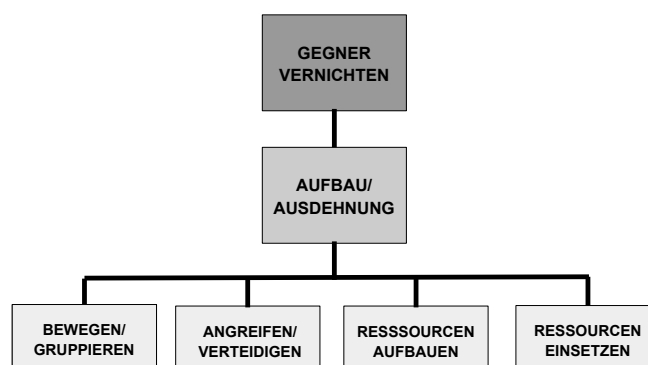 GEGNER
VERNICHTEN
AUFBAU/
AUSDEHNUNG
BEWEGEN/
GRUPPIEREN
ANGREIFEN/
VERTEIDIGEN
RESSSOURCEN
AUFBAUEN
RESSOURCEN
EINSETZEN